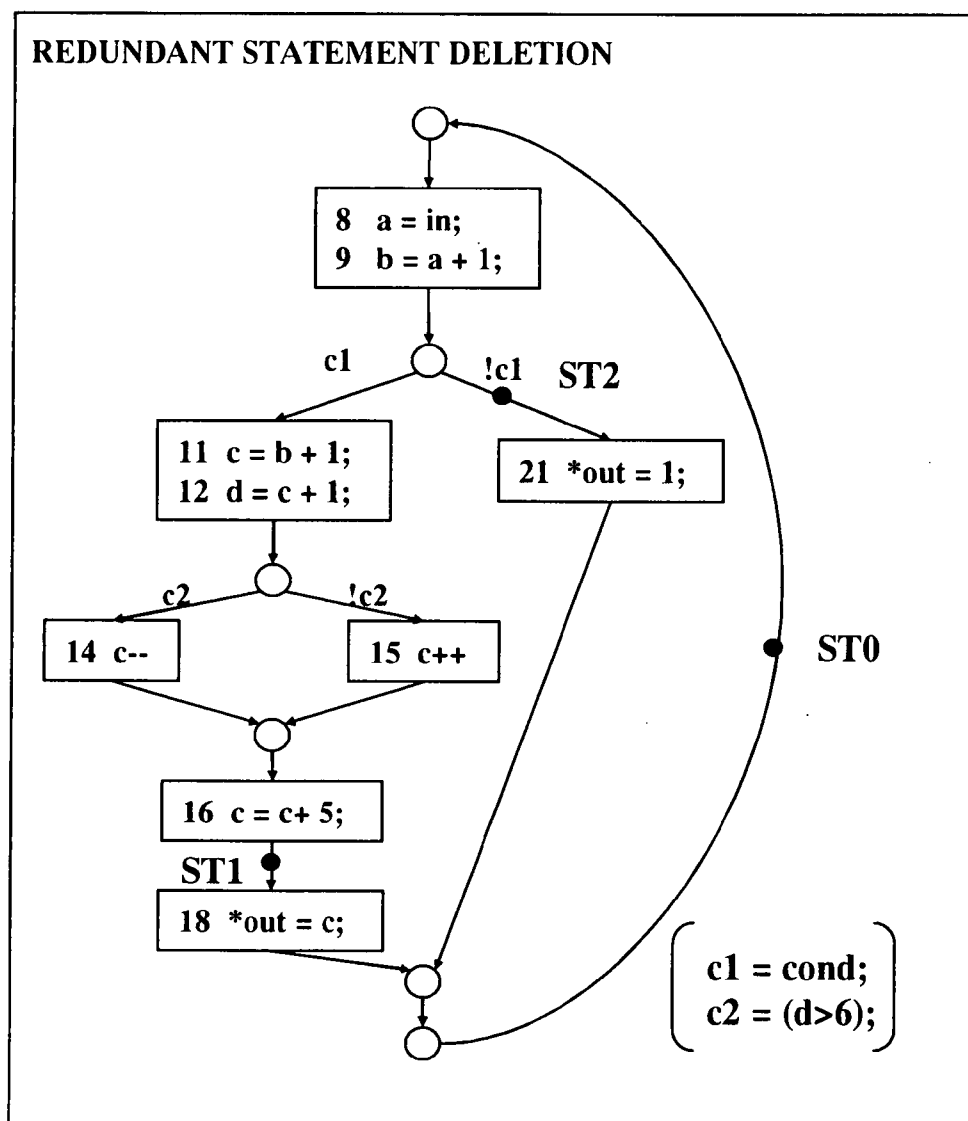 REDUNDANT STATEMENT DELETION
8 a = in;
9 b = a + 1;
c1
!c1
ST2
11 c = b + 1;
12 d = c + 1;
21 *out = 1;
c2
!c2
14 c--
15 c++
ST0
16 c = c+ 5;
ST1
18 *out = c;
c1 = cond;
c2 = (d>6);